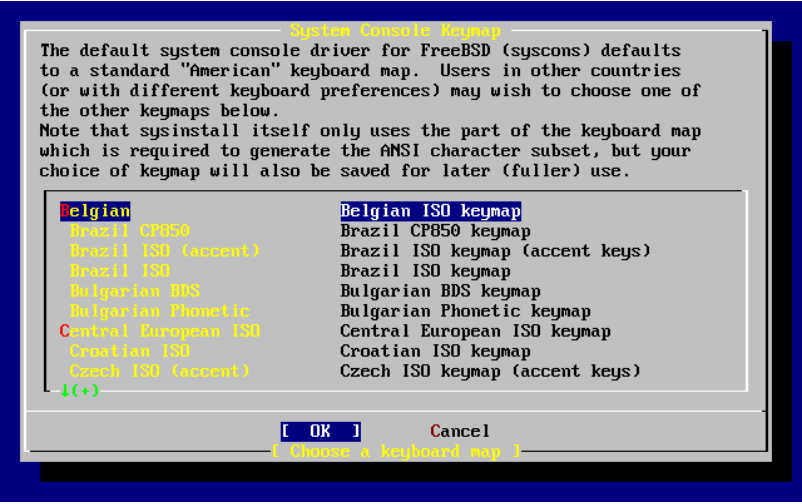 System Console Keymap
The default system console driver for FreeBSD (syscons) defaults
to a standard "American" keyboard map.  Users in other countries
(or with different keyboard preferences) may wish to choose one of
the other keymaps below.
Note that sysinstall itself only uses the part of the keyboard map
which is required to generate the ANSI character subset, but your
choice of keymap will also be saved for later (fuller) use.
Belgian Belgian ISO keymap
Brazil CP850 Brazil CP850 keymap
Brazil ISO (accent) Brazil ISO keymap (accent keys)
Brazil ISO Brazil ISO keymap
Bulgarian BDS Bulgarian BDS keymap
Bulgarian Phonetic Bulgarian Phonetic keymap
Central European ISO Central European ISO keymap
Croatian ISO Croatian ISO keymap
Czech ISO (accent) Czech ISO keymap (accent keys)
↓(+)
[ OK ] Cancel
[ Choose a keyboard map ]